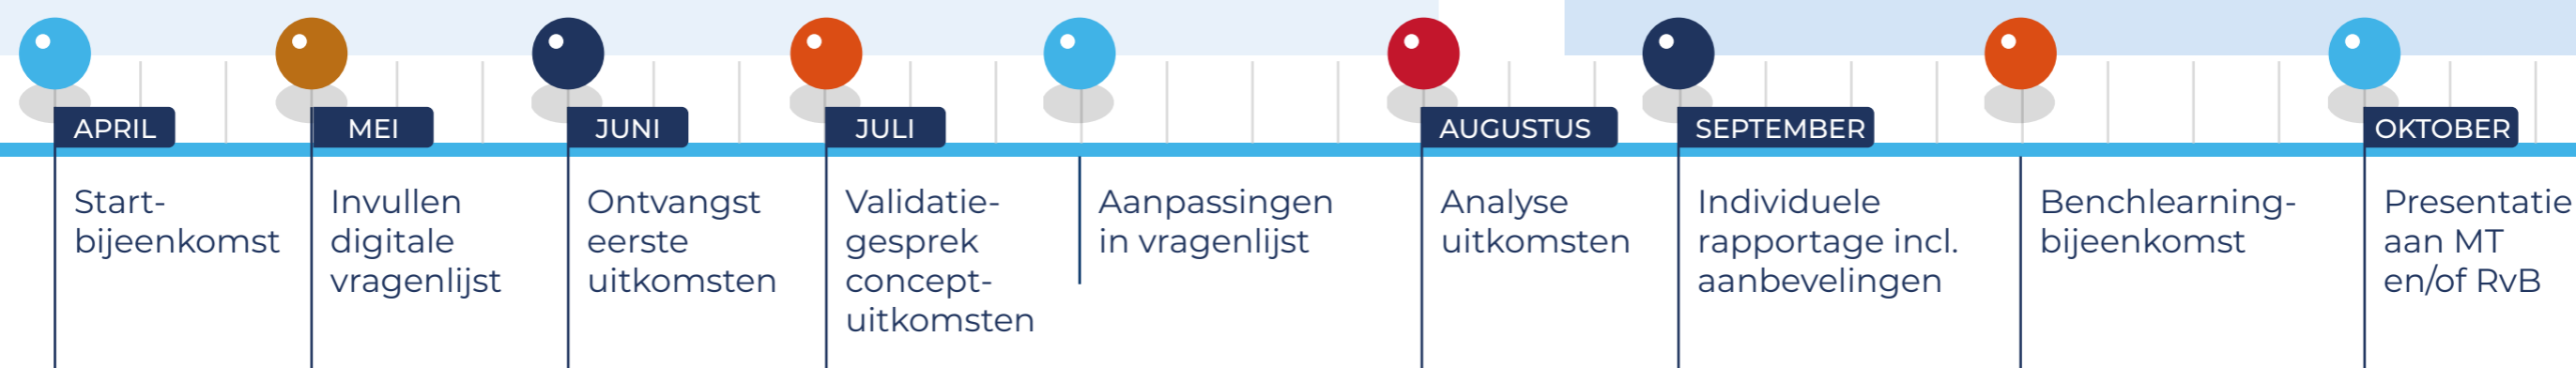 APRIL
Start-
bijeenkomst
MEI
Invullen
digitale
vragenlijst
JUNI
Ontvangst
eerste
uitkomsten
JULI
Validatie-
gesprek
concept-
uitkomsten
Aanpassingen
in vragenlijst
AUGUSTUS
Analyse
uitkomsten
SEPTEMBER
Individuele
rapportage incl.
aanbevelingen
Benchlearning-
bijeenkomst
OKTOBER
Presentatie
aan MT
en/of RvB